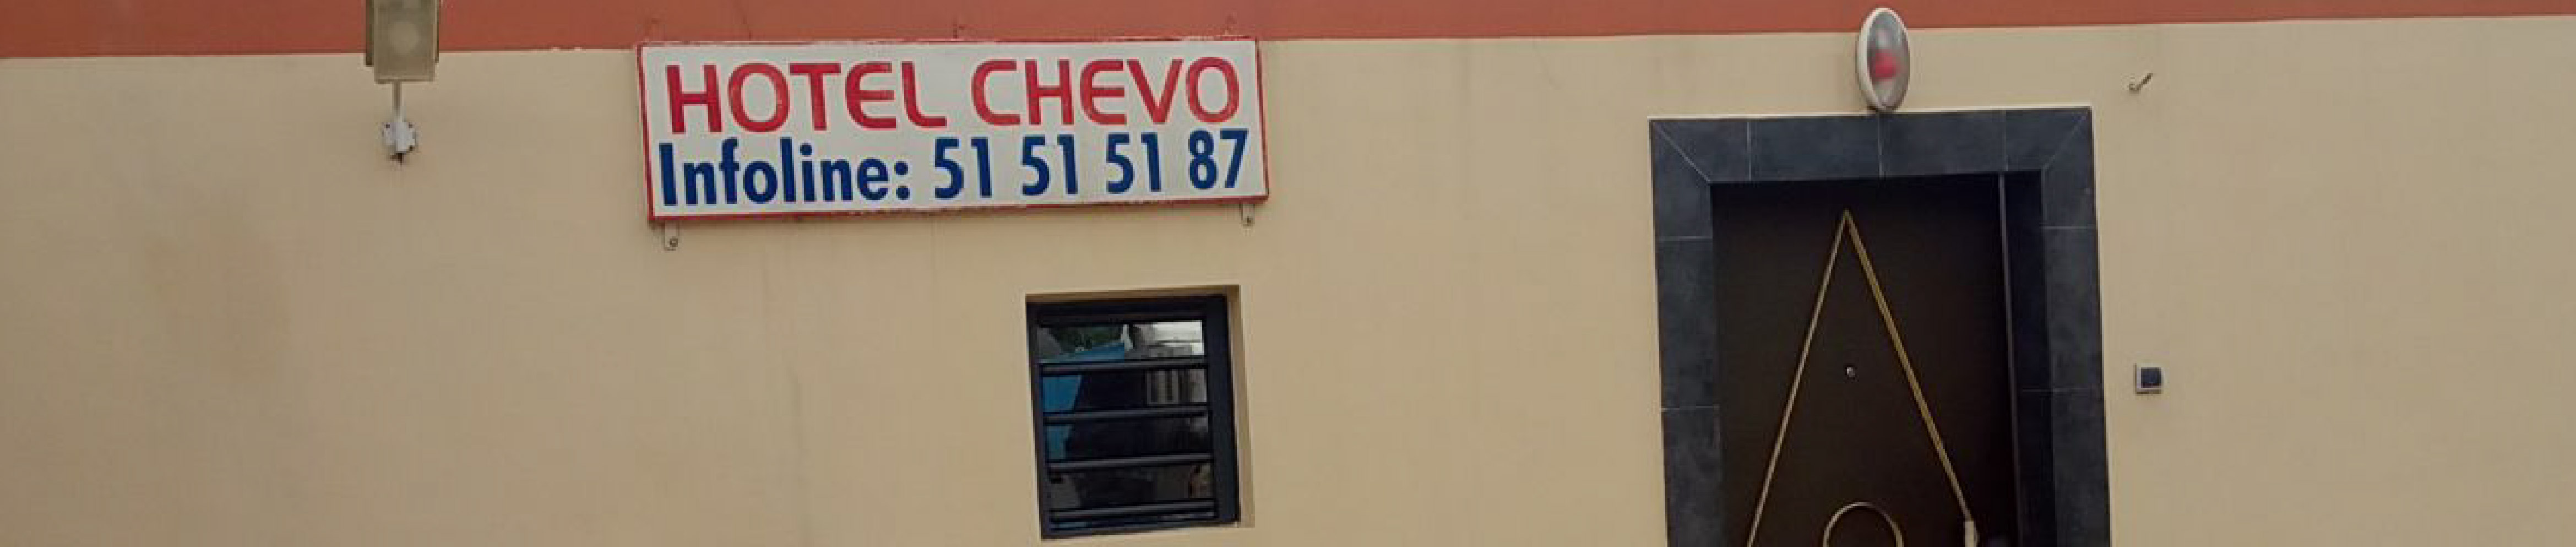 HOTEL CHEVO
Infoline: 51 51 51 87